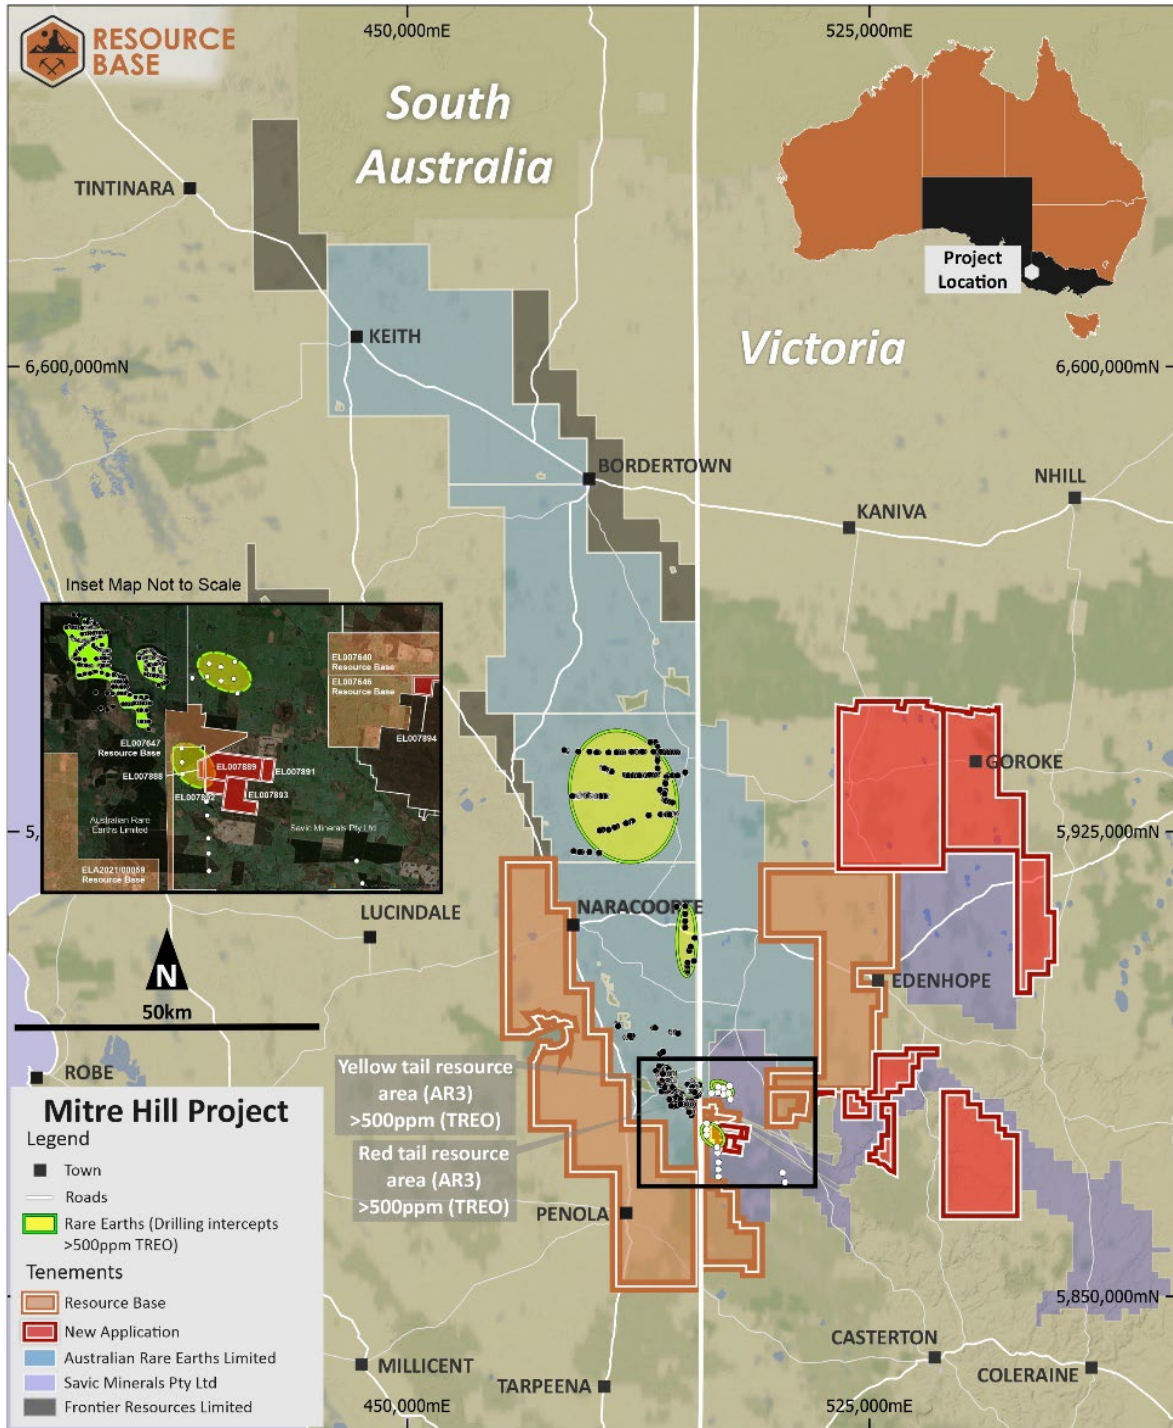 RESOURCE
BASE
450,000mE
525,000mE
South
Australia
TINTINARA
Project
Location
KEITH
Victoria
6,600,000mN
6,600,000mN
BORDERTOWN
NHILL
KANIVA
Inset Map Not to Scale
EL007640
Resource Base
EL007646
Resource Base
EL007894
EL007647
Resource Base
EL007888
EL007889
EL007891
EL007892
EL007893
Australian Rare
Earths Limited
Savic Minerals Pty Ltd
ELA2021/00059
Resource Base
GOROKE
5,
5,925,000mN
LUCINDALE
NARACOORTE
EDENHOPE
N
50km
ROBE
Yellow tail resource
area (AR3)
>500ppm (TREO)
Red tail resource
area (AR3)
>500ppm (TREO)
PENOLA
Mitre Hill Project
Legend
Town
Roads
Rare Earths (Drilling intercepts
>500ppm TREO)
Tenements
Resource Base
New Application
Australian Rare Earths Limited
Savic Minerals Pty Ltd
Frontier Resources Limited
5,850,000mN
CASTERTON
COLERAINE
MILLICENT
TARPEENA
450,000mE
525,000mE